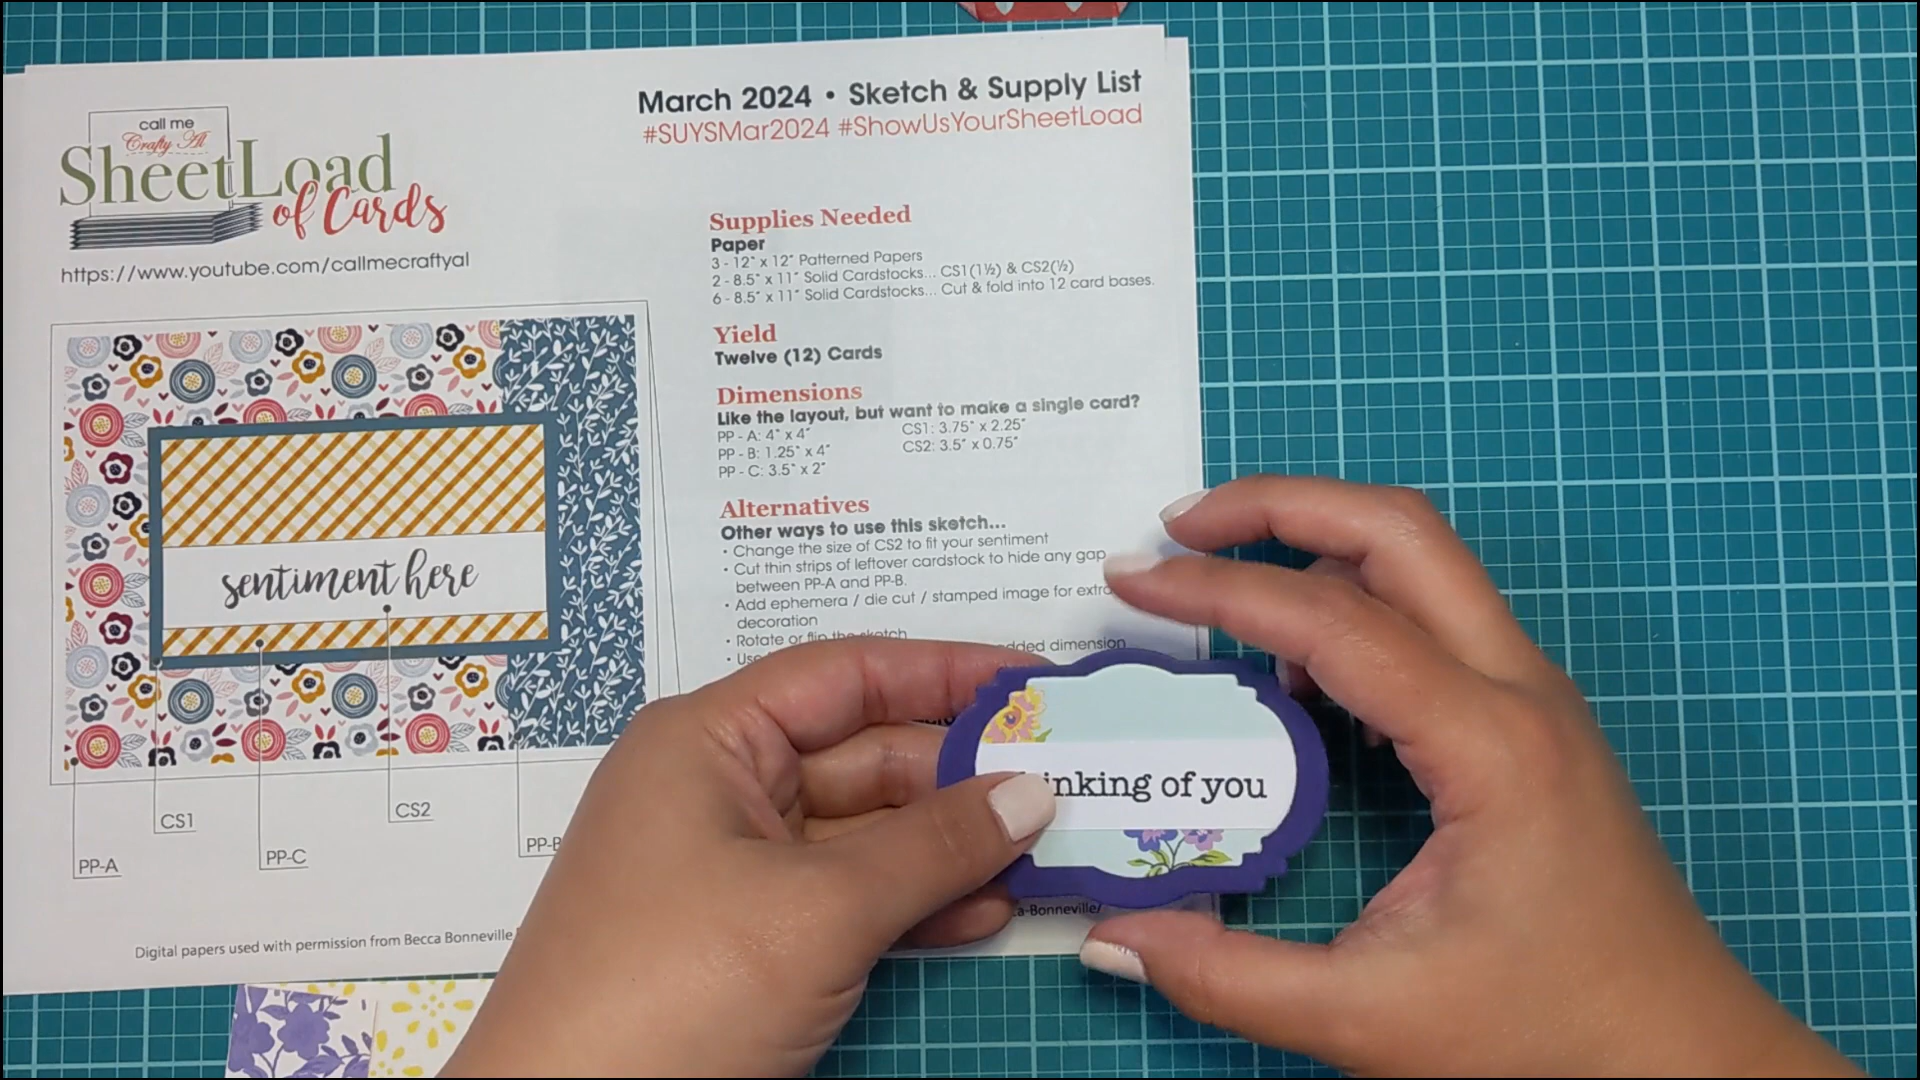 call me
Crafty Al
SheetLoad
of Cards
https://www.youtube.com/callmecraftyal
March 2024 • Sketch & Supply List
#SUYSMar2024 #ShowUsYourSheetLoad
Supplies Needed
Paper
3 - 12" x 12" Patterned Papers
2 - 8.5" x 11" Solid Cardstocks... CS1(1½) & CS2(½)
6 - 8.5" x 11" Solid Cardstocks... Cut & fold into 12 card bases.
Yield
Twelve (12) Cards
Dimensions
Like the layout, but want to make a single card?
PP - A: 4" x 4"
PP - B: 1.25" x 4"
PP - C: 3.5" x 2"
CS1: 3.75" x 2.25"
CS2: 3.5" x 0.75"
Alternatives
Other ways to use this sketch...
• Change the size of CS2 to fit your sentiment
• Cut thin strips of leftover cardstock to hide any gap
between PP-A and PP-B.
• Add ephemera / die cut / stamped image for extra
decoration
• Rotate or flip the sketch
dimension
sentiment here
CS1
CS2
PP-A
PP-C
PP-B
Digital papers used with permission from Becca Bonneville
a-Bonneville/
inking of you